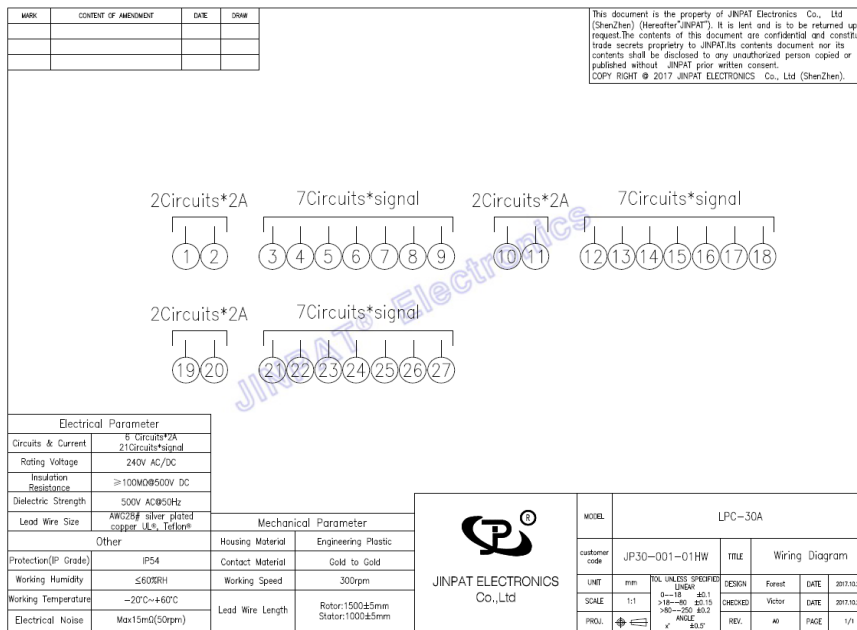 MARK CONTENT OF AMENDMENT DATE DRAW
This document is the property of JINPAT Electronics Co., Ltd
(ShenZhen) (Hereafter"JINPAT"). It is lent and is to be returned up
request.The contents of this document are confidential and constitu
trade secrets proprietry to JINPAT.Its contents document nor its
contents shall be disclosed to any unauthorized person copied or
published without JINPAT prior written consent.
COPY RIGHT @ 2017 JINPAT ELECTRONICS Co., Ltd (ShenZhen).
2Circuits*2A 7Circuits*signal 2Circuits*2A 7Circuits*signal
1 2 3 4 5 6 7 8 9 10 11 12 13 14 15 16 17 18
2Circuits*2A 7Circuits*signal
19 20 21 22 23 24 25 26 27
JINPAT® Electronics
Electrical Parameter
Circuits & Current 6 Circuits*2A
21Circuits*signal
Rating Voltage 240V AC/DC
Insulation
Resistance ≥100MΩ@500V DC
Dielectric Strength 500V AC@50Hz
Lead Wire Size AWG28# silver plated
copper UL®, Teflon®
Other
Protection(IP Grade) IP54
Working Humidity ≤60%RH
Working Temperature -20°C~+60°C
Electrical Noise Max15mΩ(50rpm)
Mechanical Parameter
Housing Material Engineering Plastic
Contact Material Gold to Gold
Working Speed 300rpm
Lead Wire Length Rotor:1500±5mm
Stator:1000±5mm
JP®
JINPAT ELECTRONICS
Co.,Ltd
MODEL LPC-30A
customer
code JP30-001-01HW TITLE Wiring Diagram
UNIT mm TOL UNLESS SPECIFIED
LINEAR
0--18 ±0.1
>18--80 ±0.15
>80--250 ±0.2
ANGLE
x° ±0.5°
DESIGN Forest DATE 2017.10.
SCALE 1:1 CHECKED Victor DATE 2017.10.
PROJ. REV. A0 PAGE 1/1